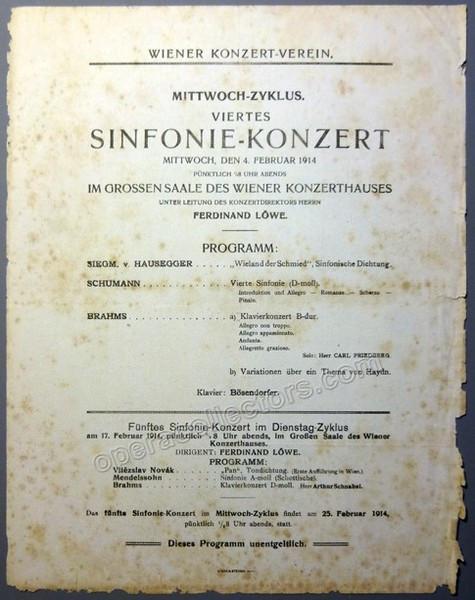 WIENER KONZERT-VEREIN.
MITTWOCH-ZYKLUS.
VIERTES
SINFONIE-KONZERT
MITTWOCH, DEN 4. FEBRUAR 1914
PÜNKTLICH ½8 UHR ABENDS
IM GROSSEN SAALE DES WIENER KONZERTHAUSES
UNTER LEITUNG DES KONZERTDIREKTORS HERRN
FERDINAND LÖWE.
PROGRAMM:
SIEGM. v. HAUSEGGER . . . . . „Wieland der Schmied", Sinfonische Dichtung.
SCHUMANN . . . . . . . . . . . . Vierte Sinfonie (D-moll).
Introduktion und Allegro — Romanze — Scherzo —
Finale.
BRAHMS . . . . . . . . . . . . . a) Klavierkonzert B-dur.
Allegro non troppo.
Allegro appassionato.
Andante.
Allegretto grazioso.
Solo: Herr CARL FRIEDBERG.
b) Variationen über ein Thema von Haydn.
Klavier: Bösendorfer.
Fünftes Sinfonie-Konzert im Dienstag-Zyklus
am 17. Februar 1914, pünktlich ½8 Uhr abends, im Großen Saale des Wiener
Konzerthauses.
DIRIGENT: FERDINAND LÖWE.
PROGRAMM:
Vítězslav Novák . . . . . „Pan", Tondichtung. (Erste Aufführung in Wien.)
Mendelssohn . . . . . . Sinfonie A-moll (Schottische).
Brahms . . . . . . . . . Klavierkonzert D-moll. Herr Arthur Schnabel.
Das fünfte Sinfonie-Konzert im Mittwoch-Zyklus findet am 25. Februar 1914,
pünktlich ½8 Uhr abends, statt.
Dieses Programm unentgeltlich.
operacollectors.com